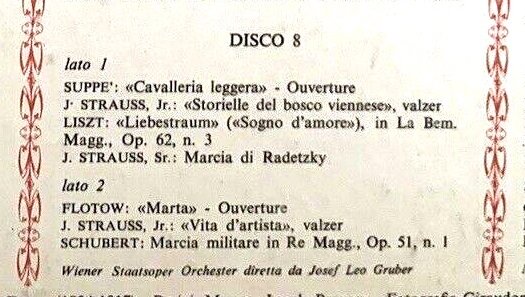 DISCO 8
lato 1
SUPPE': «Cavalleria leggera» - Ouverture
J. STRAUSS, Jr.: «Storielle del bosco viennese», valzer
LISZT: «Liebestraum» («Sogno d'amore»), in La Bem.
Magg., Op. 62, n. 3
J. STRAUSS, Sr.: Marcia di Radetzky
lato 2
FLOTOW: «Marta» - Ouverture
J. STRAUSS, Jr.: «Vita d'artista», valzer
SCHUBERT: Marcia militare in Re Magg., Op. 51, n. 1
Wiener Staatsoper Orchester diretta da Josef Leo Gruber